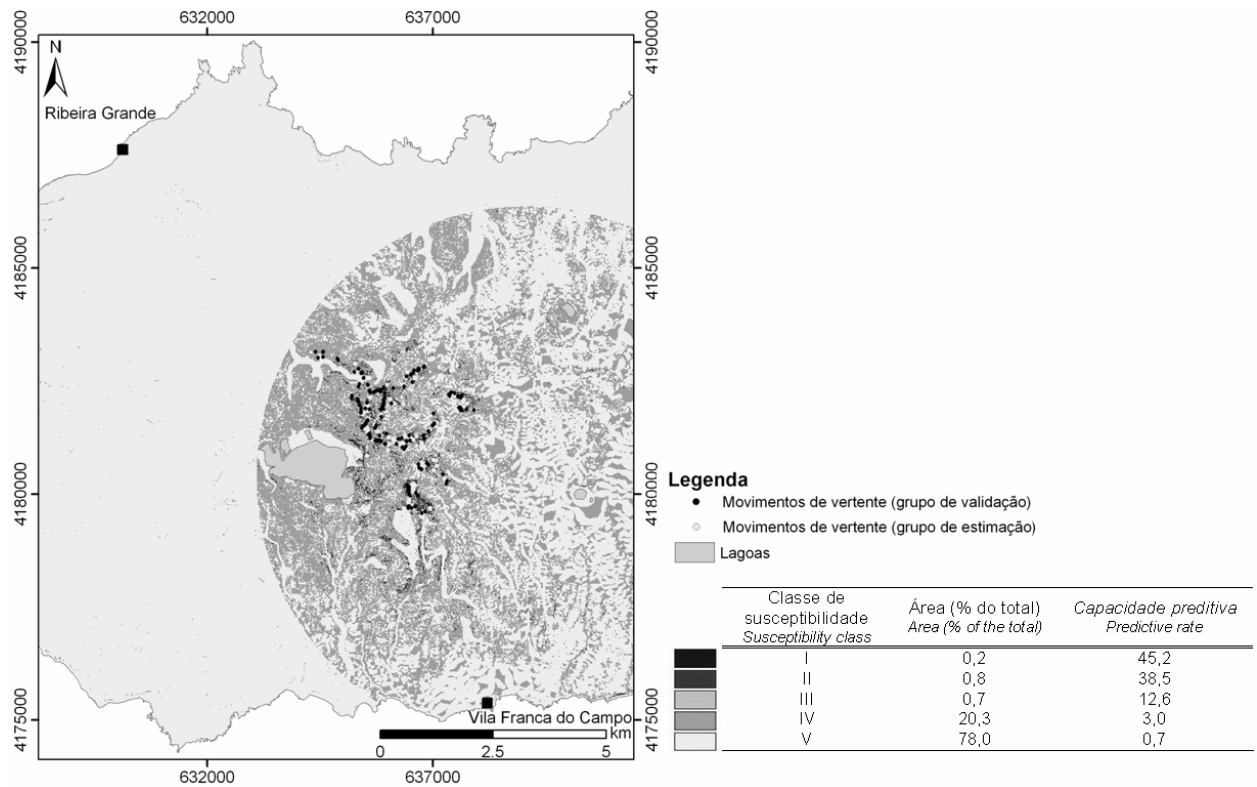 632000
637000
4190000
4190000
N
Ribeira Grande
4185000
4185000
4180000
4180000
4175000
4175000
Vila Franca do Campo
km
0
2.5
5
632000
637000
Legenda
Movimentos de vertente (grupo de validação)
Movimentos de vertente (grupo de estimação)
Lagoas
Classe de susceptibilidade Susceptibility class
Área (% do total) Area (% of the total)
Capacidade preditiva Predictive rate
I 0,2 45,2
II 0,8 38,5
III 0,7 12,6
IV 20,3 3,0
V 78,0 0,7